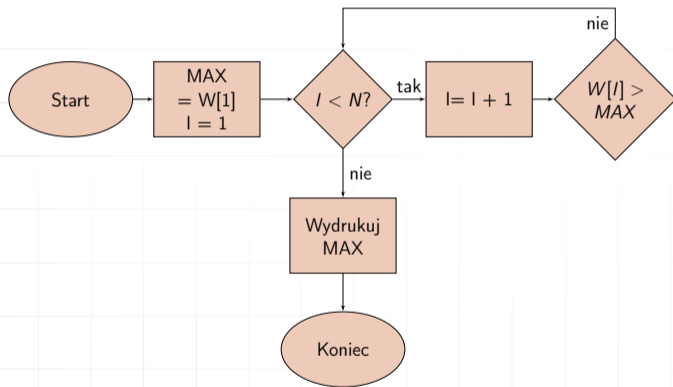 nie
Start
MAX
= W[1]
I = 1
I < N?
tak
I= I + 1
W[I] >
MAX
nie
Wydrukuj
MAX
Koniec